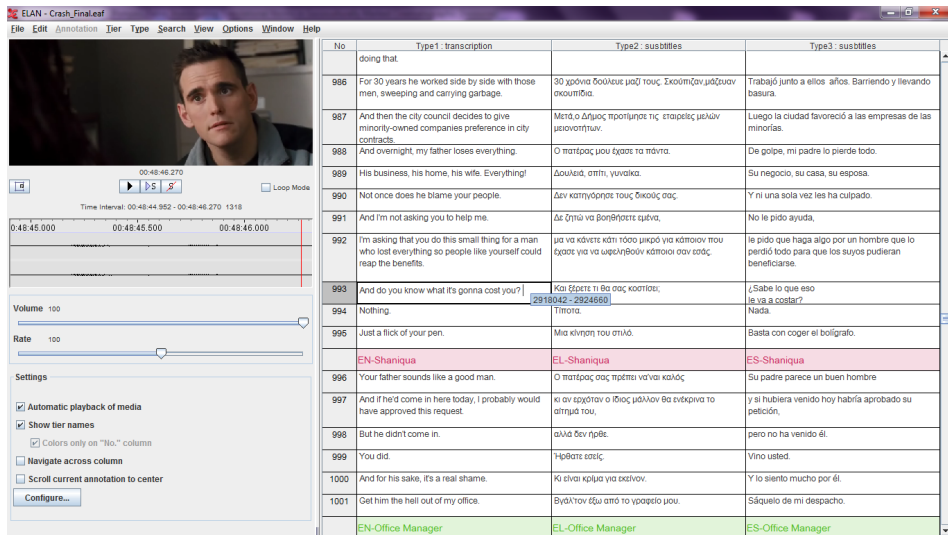 ELAN - Crash_Final.eaf
File Edit Annotation Tier Type Search View Options Window Help
00:48:46.270
Loop Mode
Time Interval: 00:48:44.952 - 00:48:46.270 1318
0:48:45.000 00:48:45.500 00:48:46.000
Volume 100
Rate 100
Settings
Automatic playback of media
Show tier names
Colors only on "No." column
Navigate across column
Scroll current annotation to center
Configure...
No Type1 : transcription Type2 : susbtitles Type3 : susbtitles
doing that.
986 For 30 years he worked side by side with those 30 χρόνια δούλευε μαζί τους. Σκούπιζαν,μάζευαν Trabajó junto a ellos años. Barriendo y llevando
men, sweeping and carrying garbage. σκουπίδια. basura.
987 And then the city council decides to give Μετά,ο Δήμος προτίμησε τις εταιρείες μελών Luego la ciudad favoreció a las empresas de las
minority-owned companies preference in city μειονοτήτων. minorías.
contracts.
988 And overnight, my father loses everything. Ο πατέρας μου έχασε τα πάντα. De golpe, mi padre lo pierde todo.
989 His business, his home, his wife. Everything! Δουλειά, σπίτι, γυναίκα. Su negocio, su casa, su esposa.
990 Not once does he blame your people. Δεν κατηγόρησε τους δικούς σας. Y ni una sola vez les ha culpado.
991 And I'm not asking you to help me. Δε ζητώ να βοηθήσετε εμένα, No le pido ayuda,
992 I'm asking that you do this small thing for a man μα να κάνετε κάτι τόσο μικρό για κάποιον που le pido que haga algo por un hombre que lo
who lost everything so people like yourself could έχασε για να ωφεληθούν κάποιοι σαν εσάς. perdió todo para que los suyos pudieran
reap the benefits. beneficiarse.
993 And do you know what it's gonna cost you? Και ξέρετε τι θα σας κοστίσει; ¿Sabe lo que eso
2918042 - 2924660 le va a costar?
994 Nothing. Τίποτα. Nada.
995 Just a flick of your pen. Μια κίνηση του στιλό. Basta con coger el bolígrafo.
EN-Shaniqua EL-Shaniqua ES-Shaniqua
996 Your father sounds like a good man. Ο πατέρας σας πρέπει να'ναι καλός Su padre parece un buen hombre
997 And if he'd come in here today, I probably would κι αν ερχόταν ο ίδιος μάλλον θα ενέκρινα το y si hubiera venido hoy habría aprobado su
have approved this request. αίτημά του, petición,
998 But he didn't come in. αλλά δεν ήρθε. pero no ha venido él.
999 You did. Ήρθατε εσείς. Vino usted.
1000 And for his sake, it's a real shame. Κι είναι κρίμα για εκείνον. Y lo siento mucho por él.
1001 Get him the hell out of my office. Βγάλ'τον έξω από το γραφείο μου. Sáquelo de mi despacho.
EN-Office Manager EL-Office Manager ES-Office Manager